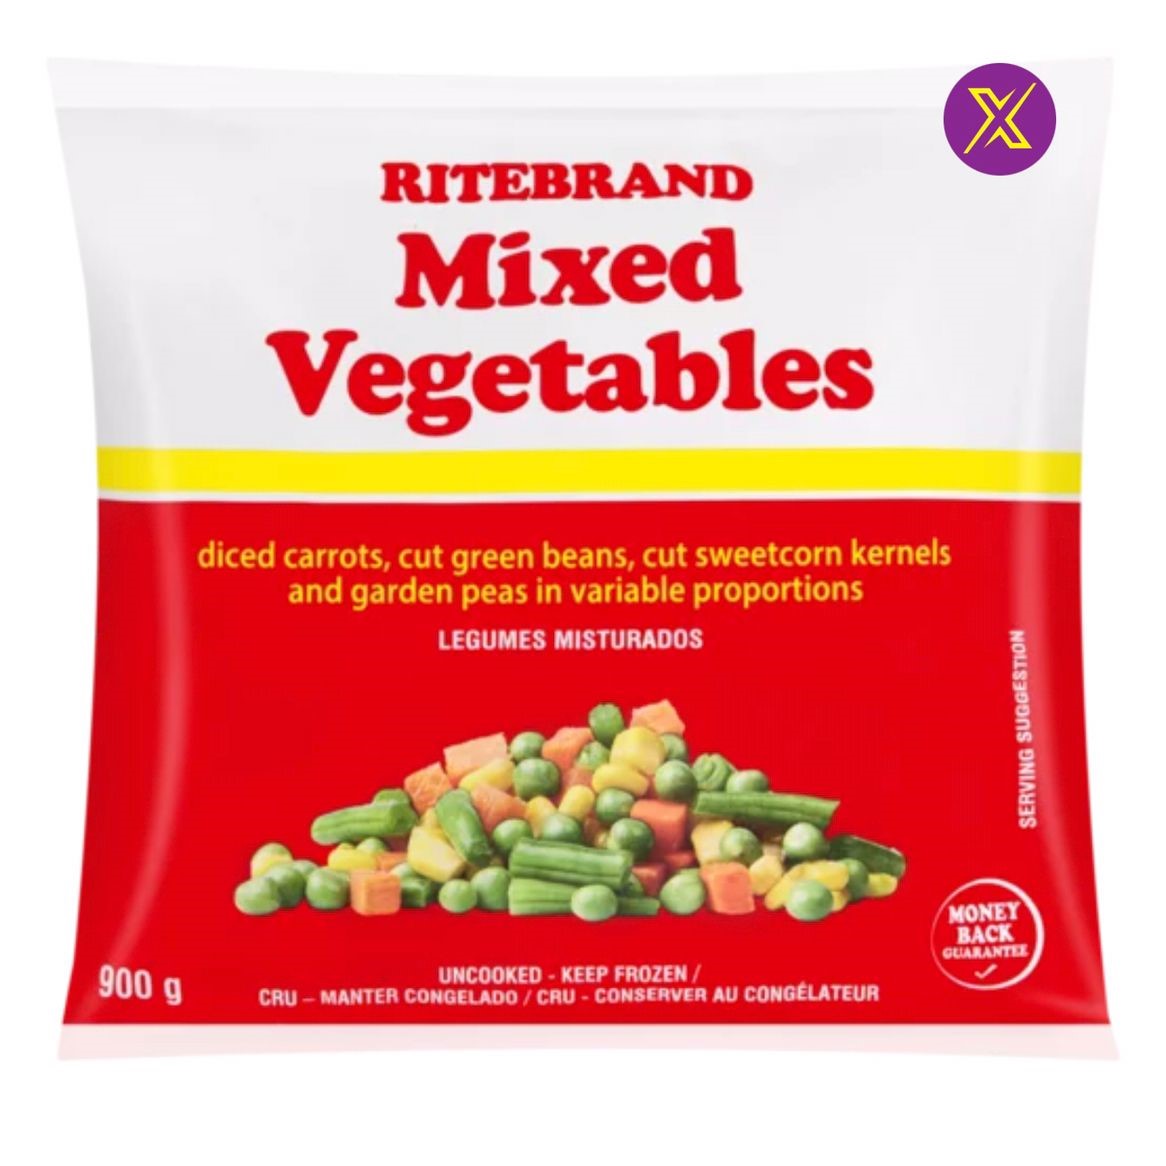 RITEBRAND
Mixed
Vegetables
diced carrots, cut green beans, cut sweetcorn kernels
and garden peas in variable proportions
LEGUMES MISTURADOS
SERVING SUGGESTION
MONEY
BACK
GUARANTEE
900 g
UNCOOKED - KEEP FROZEN /
CRU – MANTER CONGELADO / CRU - CONSERVER AU CONGÉLATEUR
X